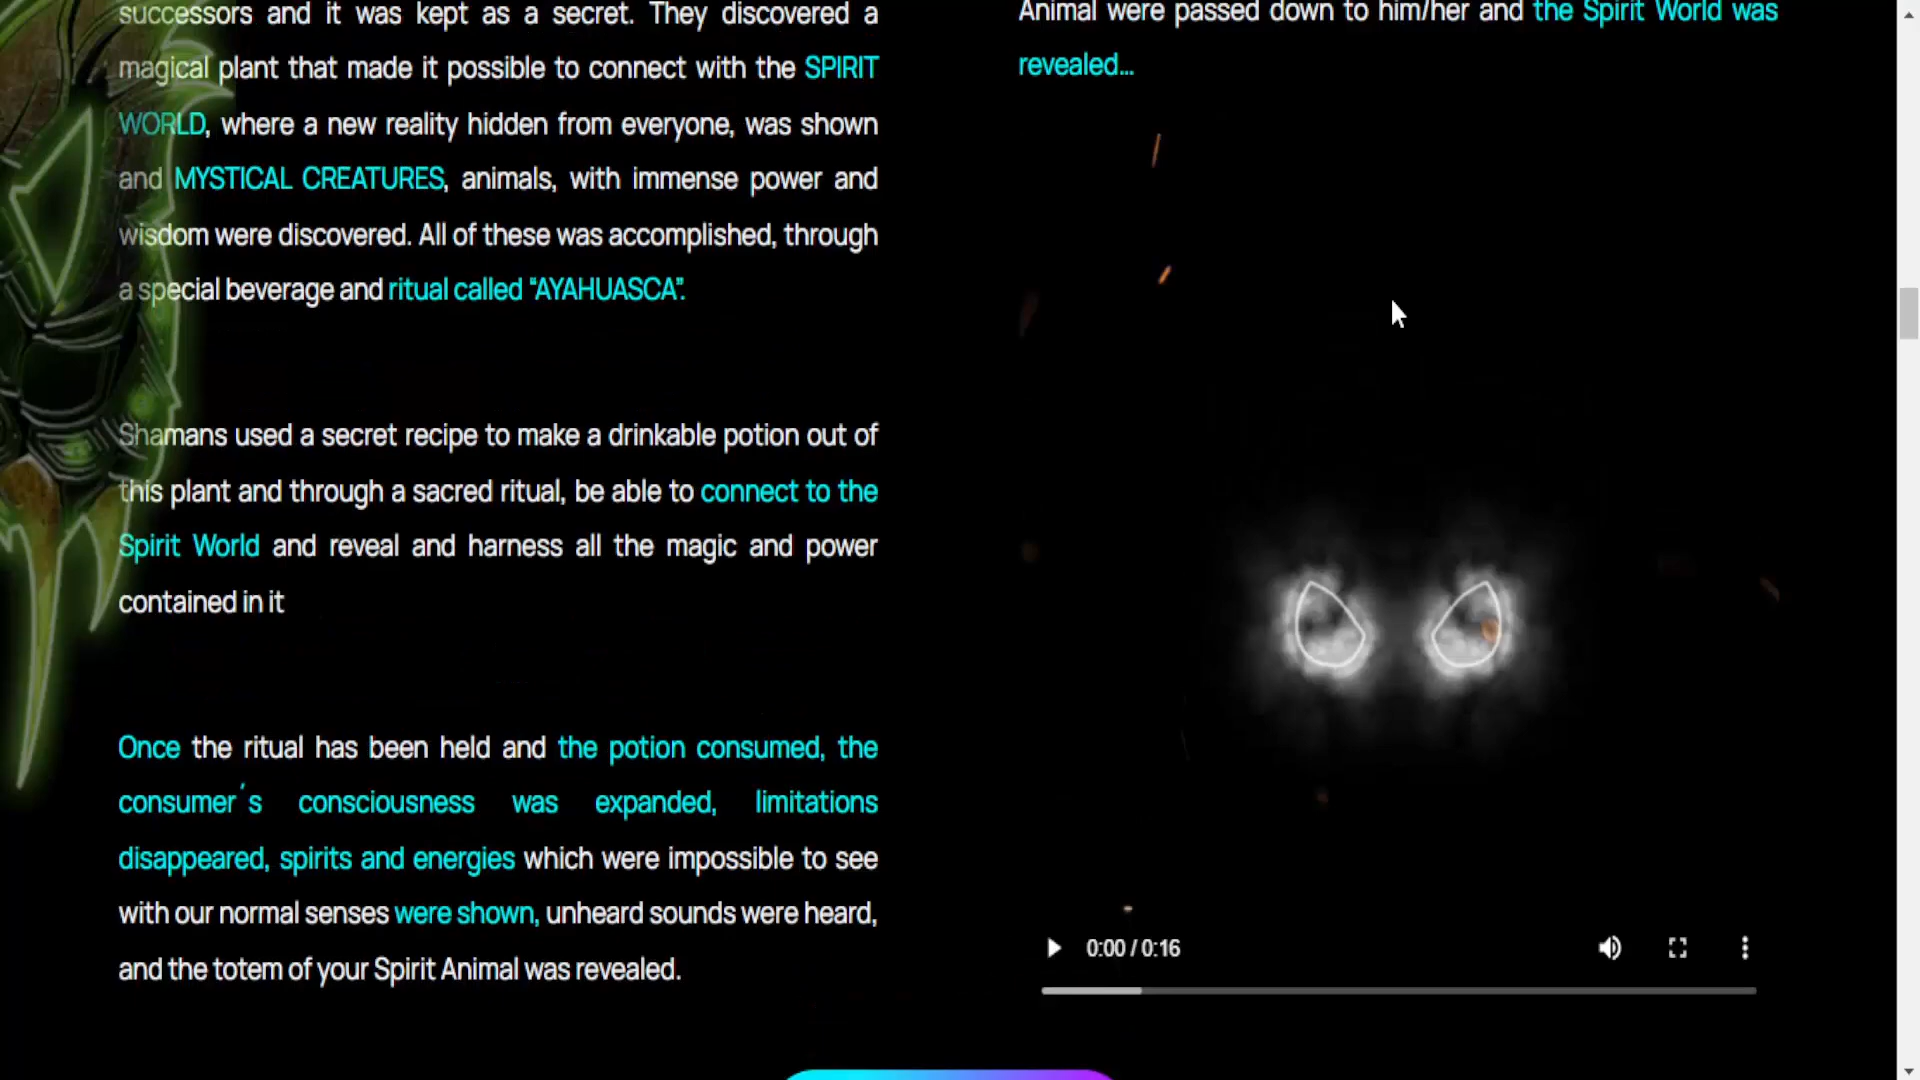 successors and it was kept as a secret. They discovered a
magical plant that made it possible to connect with the SPIRIT
WORLD, where a new reality hidden from everyone, was shown
and MYSTICAL CREATURES, animals, with immense power and
wisdom were discovered. All of these was accomplished, through
a special beverage and ritual called “AYAHUASCA”.
Shamans used a secret recipe to make a drinkable potion out of
this plant and through a sacred ritual, be able to connect to the
Spirit World and reveal and harness all the magic and power
contained in it
Once the ritual has been held and the potion consumed, the
consumer´s consciousness was expanded, limitations
disappeared, spirits and energies which were impossible to see
with our normal senses were shown, unheard sounds were heard,
and the totem of your Spirit Animal was revealed.
Animal were passed down to him/her and the Spirit World was
revealed...
0:00 / 0:16